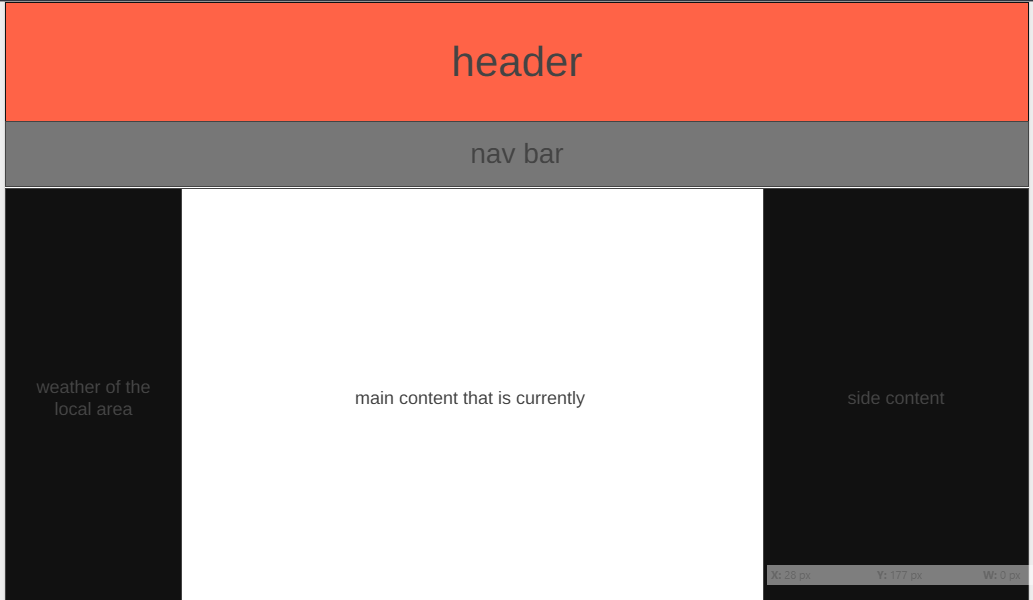 header
nav bar
weather of the
local area
main content that is currently
side content
X: 28 px Y: 177 px W: 0 px